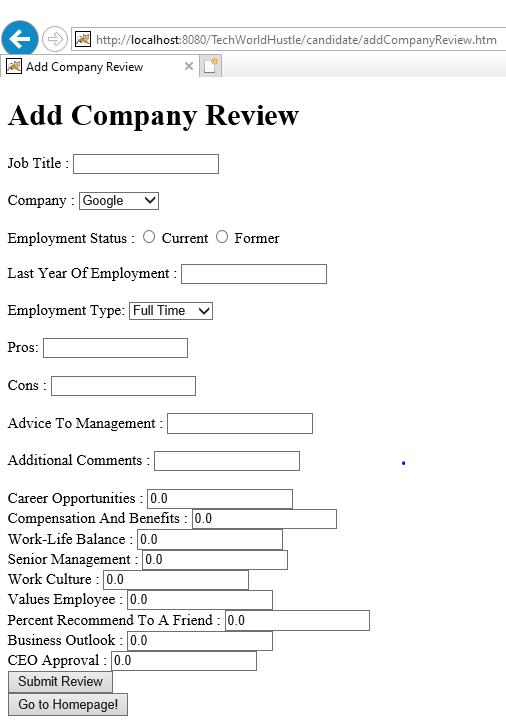 http://localhost:8080/TechWorldHustle/candidate/addCompanyReview.htm
Add Company Review
Add Company Review
Job Title :
Company : Google
Employment Status : Current Former
Last Year Of Employment :
Employment Type: Full Time
Pros:
Cons :
Advice To Management :
Additional Comments :
Career Opportunities : 0.0
Compensation And Benefits : 0.0
Work-Life Balance : 0.0
Senior Management : 0.0
Work Culture : 0.0
Values Employee : 0.0
Percent Recommend To A Friend : 0.0
Business Outlook : 0.0
CEO Approval : 0.0
Submit Review
Go to Homepage!